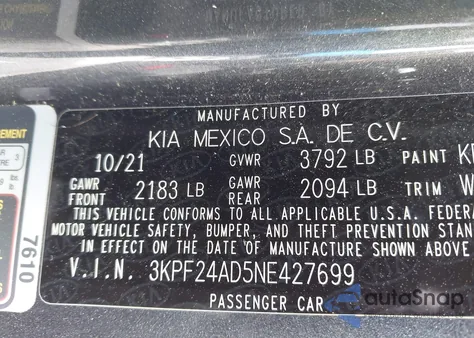 MANUFACTURED BY
KIA MEXICO S.A. DE C.V.
10/21 GVWR 3792 LB PAINT
GAWR FRONT 2183 LB GAWR REAR 2094 LB TRIM
THIS VEHICLE CONFORMS TO ALL APPLICABLE U.S.A.
MOTOR VEHICLE SAFETY, BUMPER, AND THEFT PREVENTION
IN EFFECT ON THE DATE OF MANUFACTURE SHOWN ABOVE
V.I.N. 3KPF24AD5NE427699
PASSENGER CAR
7610
autoSnap